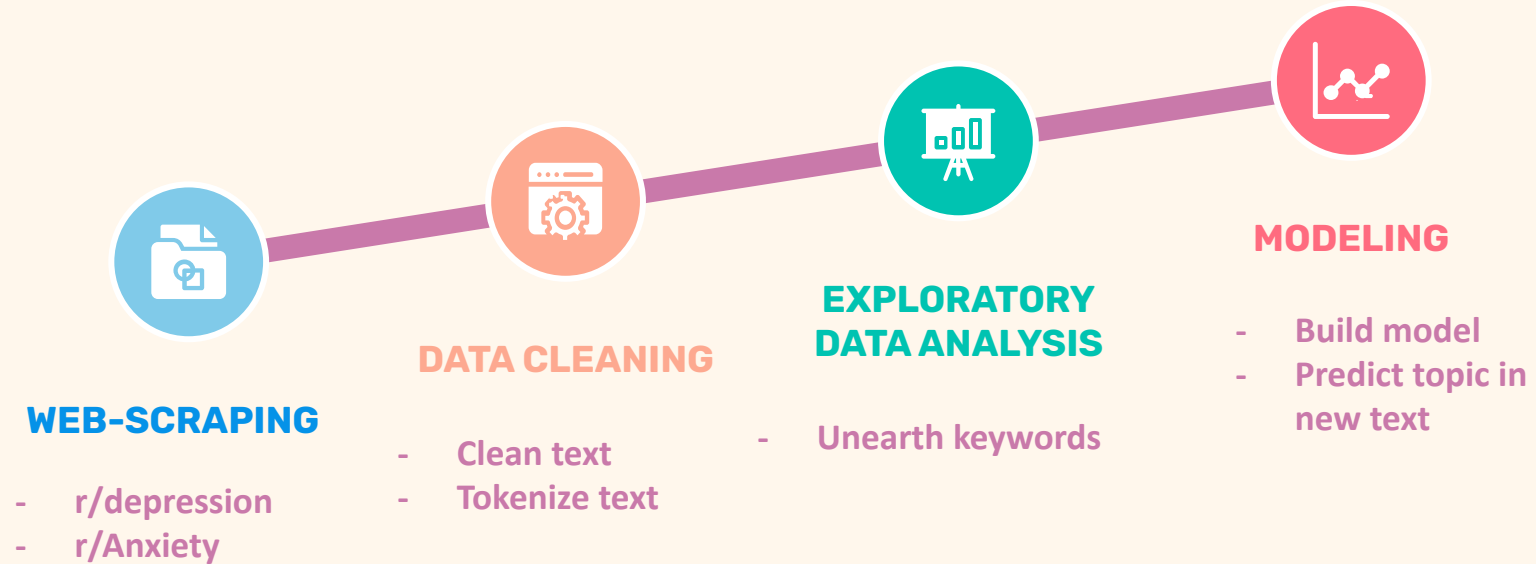 WEB-SCRAPING
- r/depression
- r/Anxiety
DATA CLEANING
- Clean text
- Tokenize text
EXPLORATORY
DATA ANALYSIS
- Unearth keywords
MODELING
- Build model
- Predict topic in
new text